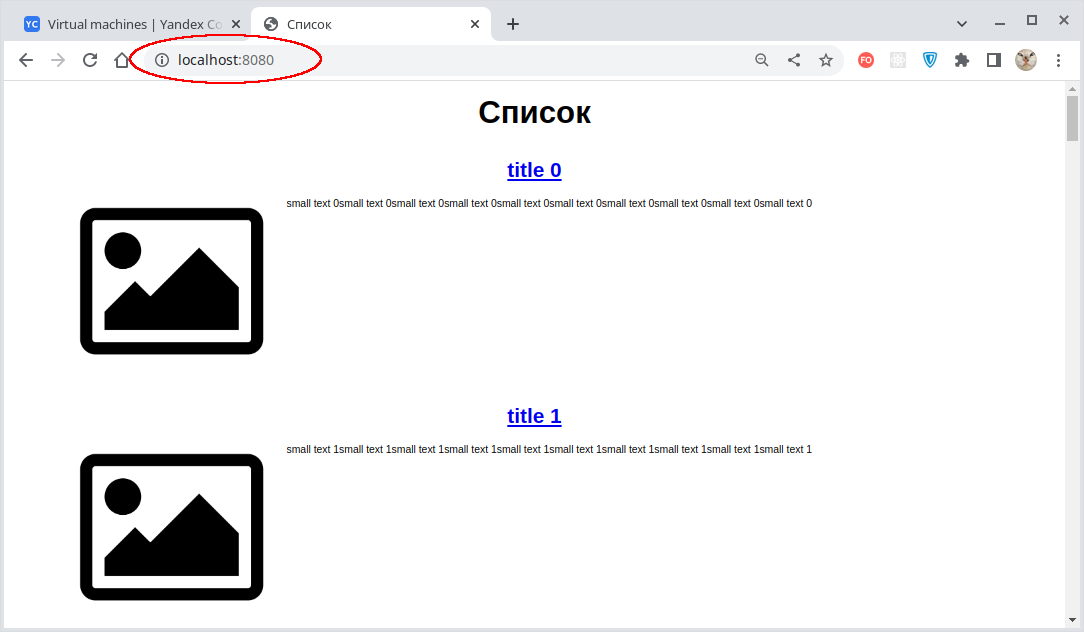 YC Virtual machines | Yandex Co
Список
localhost:8080
FO
Список
title 0
small text 0small text 0small text 0small text 0small text 0small text 0small text 0small text 0small text 0small text 0
title 1
small text 1small text 1small text 1small text 1small text 1small text 1small text 1small text 1small text 1small text 1